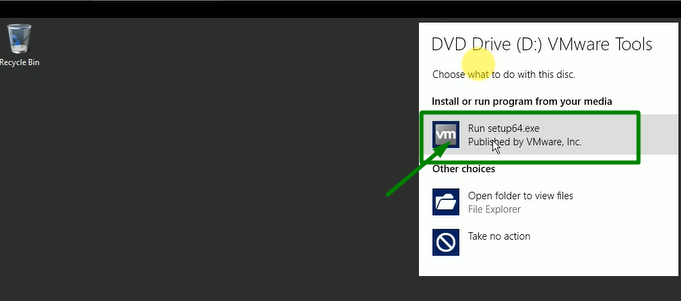 DVD Drive (D:) VMware Tools
Recycle Bin
Choose what to do with this disc.
Install or run program from your media
vm
Run setup64.exe
Published by VMware, Inc.
Other choices
Open folder to view files
File Explorer
Take no action